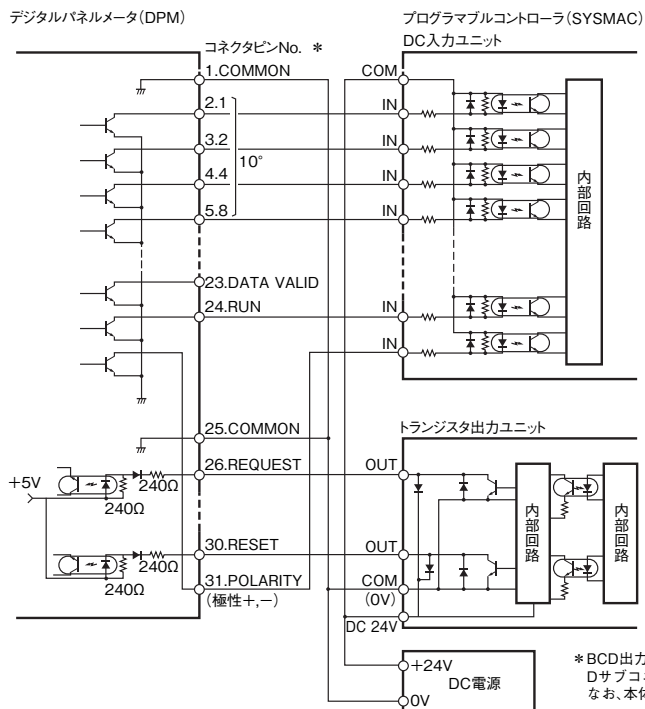 デジタルパネルメータ(DPM)
プログラマブルコントローラ(SYSMAC)
DC入力ユニット
コネクタピンNo. *
1.COMMON
COM
2.1
IN
3.2
IN
10°
4.4
IN
5.8
IN
内部回路
23.DATA VALID
24.RUN
IN
IN
25.COMMON
トランジスタ出力ユニット
26.REQUEST
OUT
+5V
240Ω
240Ω
内部回路
内部回路
30.RESET
OUT
240Ω
240Ω
31.POLARITY
(極性+,−)
COM
(0V)
DC 24V
+24V
DC電源
0V
*BCD出力
Dサブコネ
なお、本体